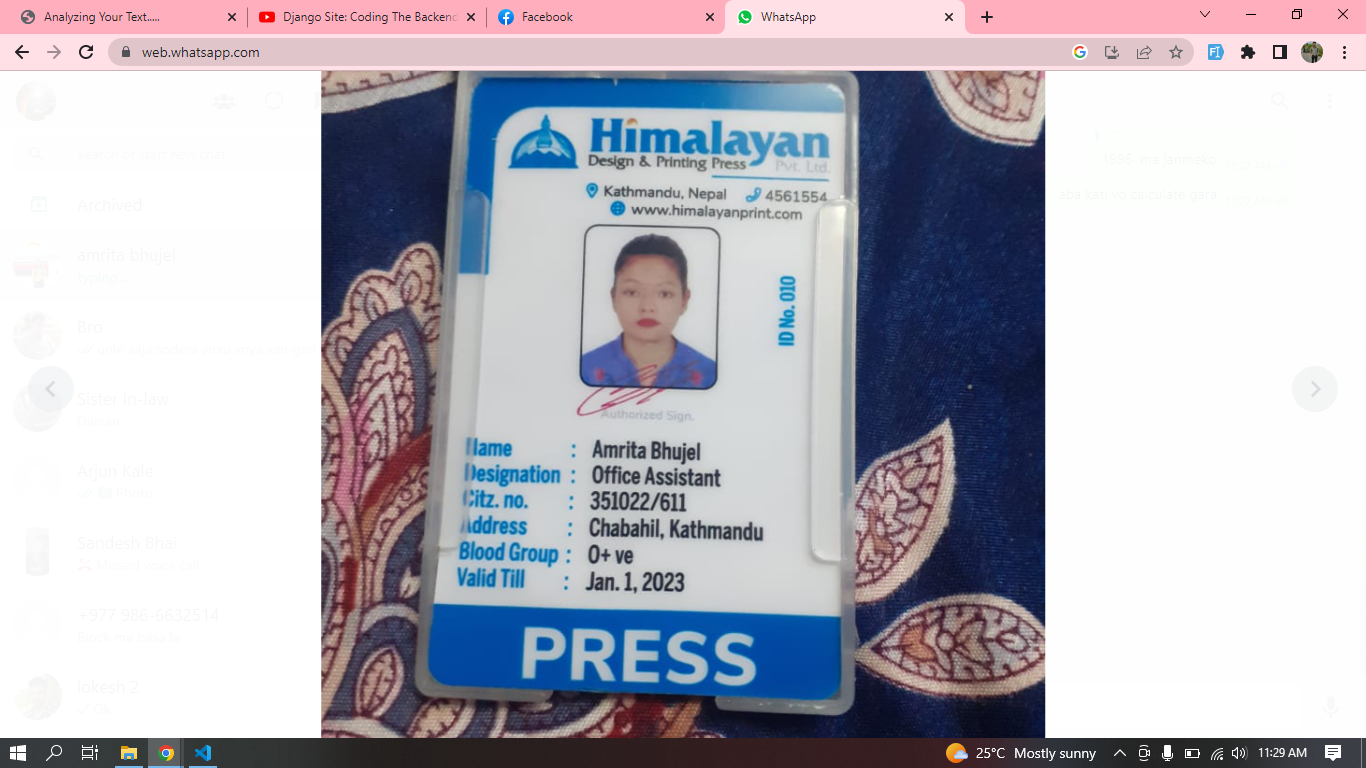 Analyzing Your Text.....
Django Site: Coding The Backend
Facebook
WhatsApp
web.whatsapp.com
Search or start new chat
Archived
amrita bhujel
typing...
Bro
Sister in-law
Arjun Kale
Photo
Sandesh Bhai
Missed voice call
+977 986-6632514
lokesh 2
Ok
aba kati vo calculate gara
Himalayan
Design & Printing Press
Pvt. Ltd.
Kathmandu, Nepal 4561554
www.himalayanprint.com
ID No. 010
Authorized Sign.
Name : Amrita Bhujel
Designation : Office Assistant
Citz. no. : 351022/611
Address : Chabahil, Kathmandu
Blood Group : O+ ve
Valid Till : Jan. 1, 2023
PRESS
25°C Mostly sunny
11:29 AM